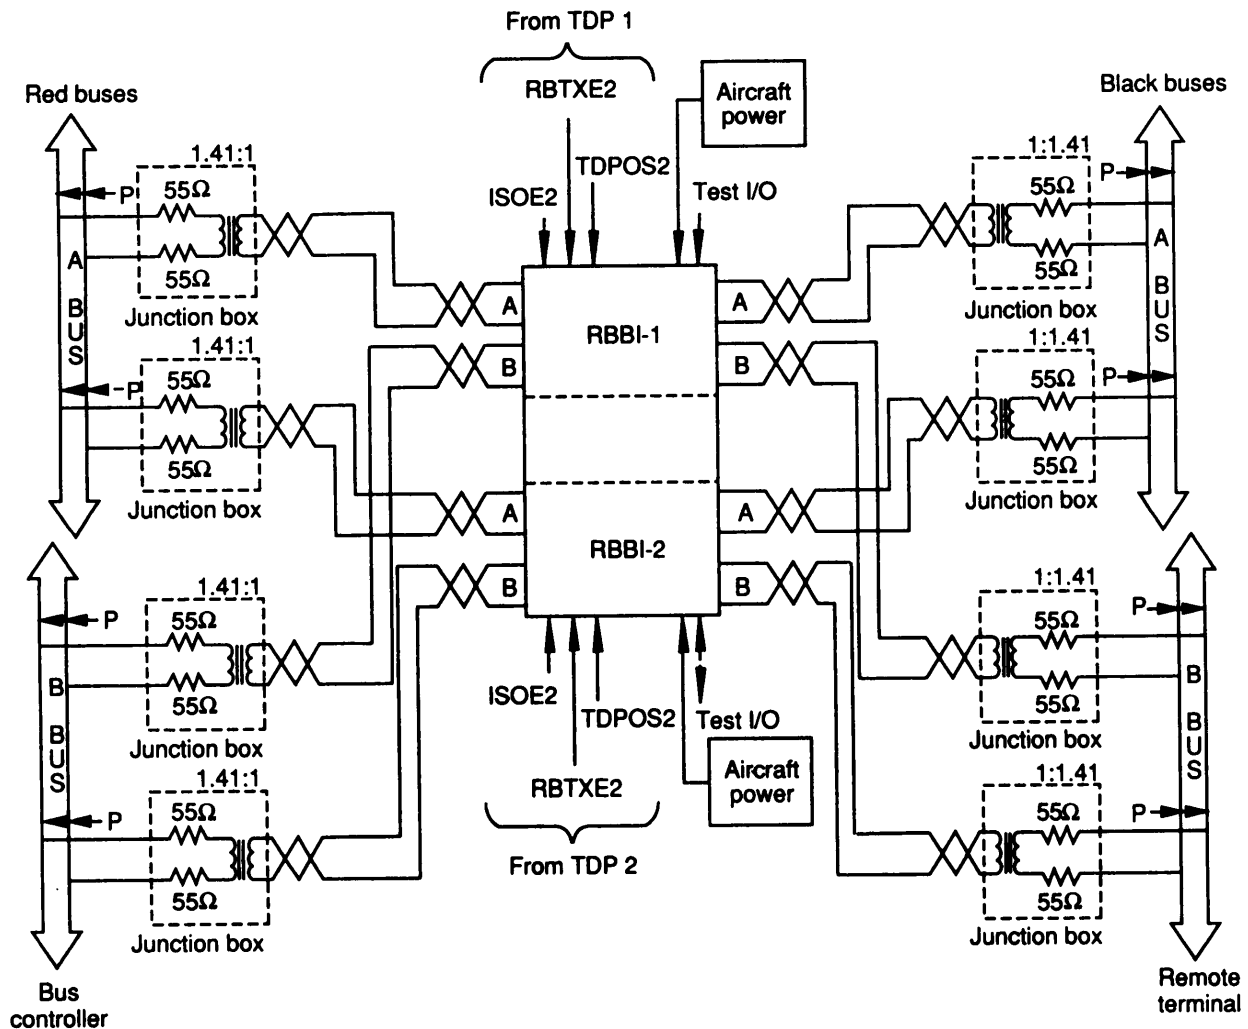 From TDP 1
RBTXE2
Aircraft
power
Red buses
Black buses
TDPOS2
ISOE2
Test I/O
1.41:1
P
55Ω
55Ω
Junction box
1.41:1
P
55Ω
55Ω
Junction box
A
BUS
1:1.41
P
55Ω
55Ω
Junction box
1:1.41
P
55Ω
55Ω
Junction box
A
BUS
A
RBBI-1
A
B
B
A
RBBI-2
A
B
B
1.41:1
P
55Ω
55Ω
Junction box
1.41:1
P
55Ω
55Ω
Junction box
B
BUS
1:1.41
P
55Ω
55Ω
Junction box
1:1.41
P
55Ω
55Ω
Junction box
B
BUS
ISOE2
TDPOS2
Test I/O
RBTXE2
Aircraft
power
From TDP 2
Bus
controller
Remote
terminal